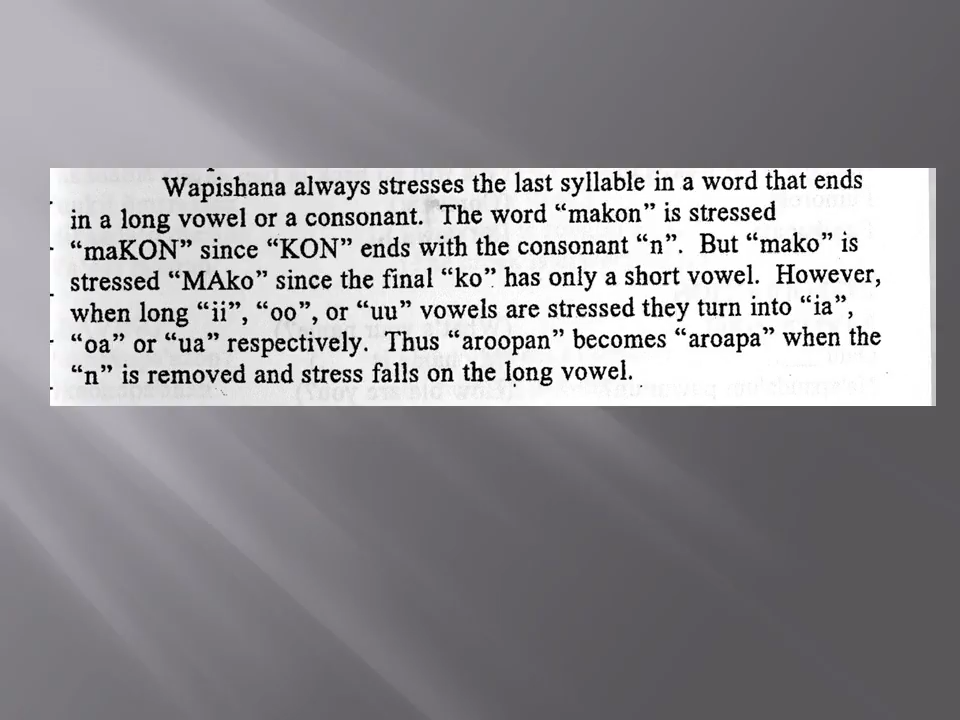 Wapishana always stresses the last syllable in a word that ends
in a long vowel or a consonant. The word “makon” is stressed
“maKON” since “KON” ends with the consonant “n”. But “mako” is
stressed “MAko” since the final “ko” has only a short vowel. However,
when long “ii”, “oo”, or “uu” vowels are stressed they turn into “ia”,
“oa” or “ua” respectively. Thus “aroopan” becomes “aroapa” when the
“n” is removed and stress falls on the long vowel.